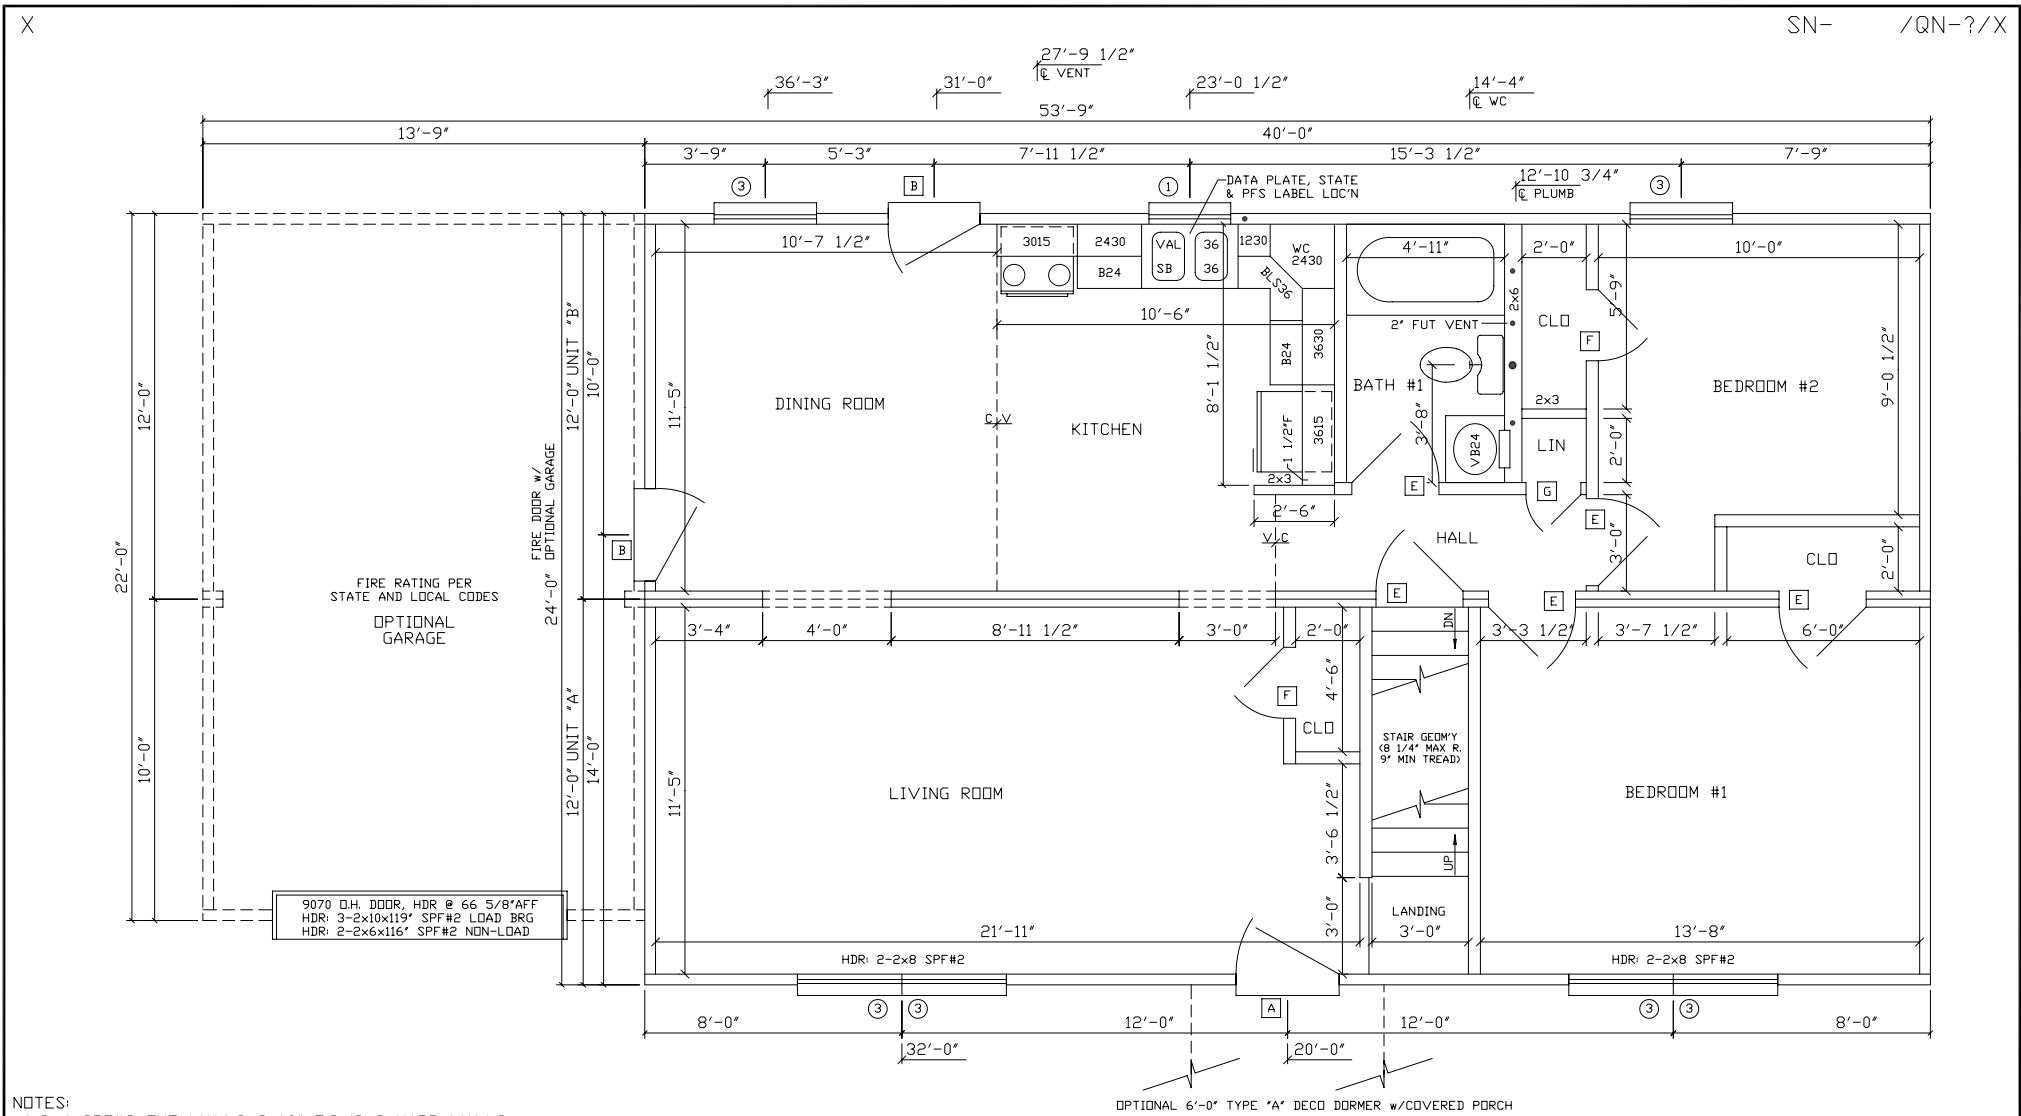 X
SN- /QN-?/X
27'-9 1/2"
℄ VENT
36'-3"
31'-0"
23'-0 1/2"
14'-4"
℄ WC
53'-9"
13'-9"
40'-0"
3'-9"
5'-3"
7'-11 1/2"
15'-3 1/2"
7'-9"
3
B
1
DATA PLATE, STATE
& PFS LABEL LOC'N
12'-10 3/4"
℄ PLUMB
3
10'-7 1/2"
3015
2430
VAL
36
1230
WC
2430
4'-11"
2'-0"
10'-0"
B24
SB
36
BLS36
5'-9"
2x6
12'-0" UNIT "B"
10'-0"
12'-0"
10'-6"
2" FUT VENT
CLO
F
8'-1 1/2"
B24
3630
BATH #1
BEDROOM #2
9'-0 1/2"
11'-5"
DINING ROOM
C V
KITCHEN
1 1/2"F
3615
3'-8"
VB24
2x3
LIN
2'-0"
FIRE DOOR w/
OPTIONAL GARAGE
2x3
E
G
E
2'-6"
V C
HALL
3'-0"
CLO
2'-0"
B
22'-0"
24'-0"
FIRE RATING PER
STATE AND LOCAL CODES
OPTIONAL
GARAGE
E
E
E
3'-4"
4'-0"
8'-11 1/2"
3'-0"
2'-0"
DN
3'-3 1/2"
3'-7 1/2"
6'-0"
4'-6"
F
CLO
12'-0" UNIT "A"
14'-0"
10'-0"
11'-5"
STAIR GEOM'Y
(8 1/4" MAX R.
9" MIN TREAD)
LIVING ROOM
BEDROOM #1
3'-6 1/2"
UP
9070 O.H. DOOR, HDR @ 66 5/8"AFF
HDR: 3-2x10x119" SPF#2 LOAD BRG
HDR: 2-2x6x116" SPF#2 NON-LOAD
LANDING
3'-0"
21'-11"
3'-0"
13'-8"
HDR: 2-2x8 SPF#2
HDR: 2-2x8 SPF#2
3
3
A
3
3
8'-0"
12'-0"
12'-0"
8'-0"
32'-0"
20'-0"
OPTIONAL 6'-0" TYPE "A" DECO DORMER w/COVERED PORCH
NOTES: